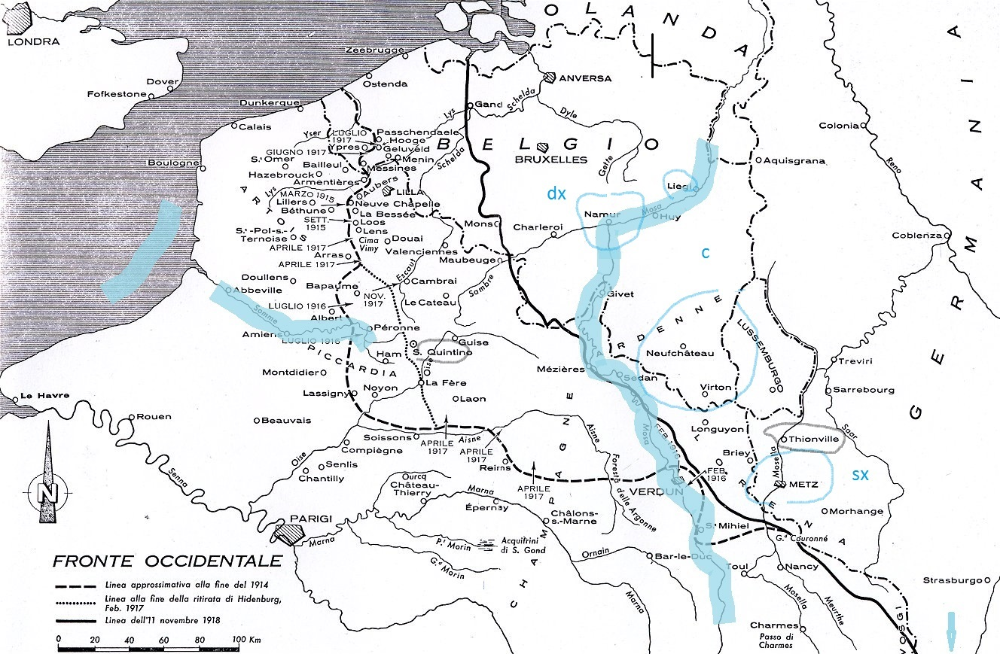 OLANDA
LONDRA
Zeebrugge
ANVERSA
Ostenda
Dover
Fofkestone
Dunkerque
Gand
Schelda
Lys
Dyle
Calais
Colonia
Yser
LUGLIO
1917
Passchendaele
Hooge
Ypres
Geluveld
BELGIO
BRUXELLES
GIUGNO 1917
Menin
Schelda
Gette
Reno
GERMANIA
S.t Omer
Bailleul
Messines
Boulogne
Aquisgrana
Hazebrouck
Armentières
Aubers
LILLA
Liegi
dx
Lys
MARZO 1915
Lillers
Neuve Chapelle
Béthune
La Bessée
ARTOIS
SETT.
1915
Loos
Mons
Namur
Mosa
Huy
Charleroi
S.t-Pol-s.-
Ternoise
Lens
Cima
Vimy
Douai
Coblenza
APRILE 1917
Valenciennes
Arras
APRILE 1917
Maubeuge
c
Escaut
Sambre
Doullens
Cambrai
Abbeville
Bapaume
NOV.
1917
Le Cateau
Givet
LUGLIO 1916
Albert
Somme
Amiens
LUGLIO 1916
Péronne
ARDENNE
LUSSEMBURGO
PICCARDIA
Ham
S. Quintino
Guise
Neufchâteau
Oise
Montdidier
Mézières
Sedan
Treviri
Lassigny
Noyon
La Fère
Virton
Sarrebourg
Le Havre
Laon
Rouen
Beauvais
Longuyon
Saar
Soissons
APRILE
1917
Aisne
APRILE
1917
Aisne
Mosa
FEB. 1916
Thionville
Compiègne
Reims
Briey
Mosella
Oise
Senlis
Chantilly
Senna
APRILE
1917
Foresta delle Argonne
FEB.
1916
LORENA
METZ
sx
N
Ourcq
Château-
Thierry
Marna
VERDUN
Épernay
CHAMPAGNE
Morhange
PARIGI
Châlons-
s.-Marne
S.t Mihiel
Marna
P.t Morin
Acquitrini
di S. Gond
G.d Couronné
G.d Morin
Ornain
Bar-le-Duc
Toul
Nancy
Strasburgo
FRONTE OCCIDENTALE
Linea approssimativa alla fine del 1914
Linea alla fine della ritirata di Hidenburg,
Feb. 1917
Linea dell'11 novembre 1918
Marna
Mosella
Meurthe
Charmes
Passo di
Charmes
VOSGI
0 20 40 60 80 100 Km